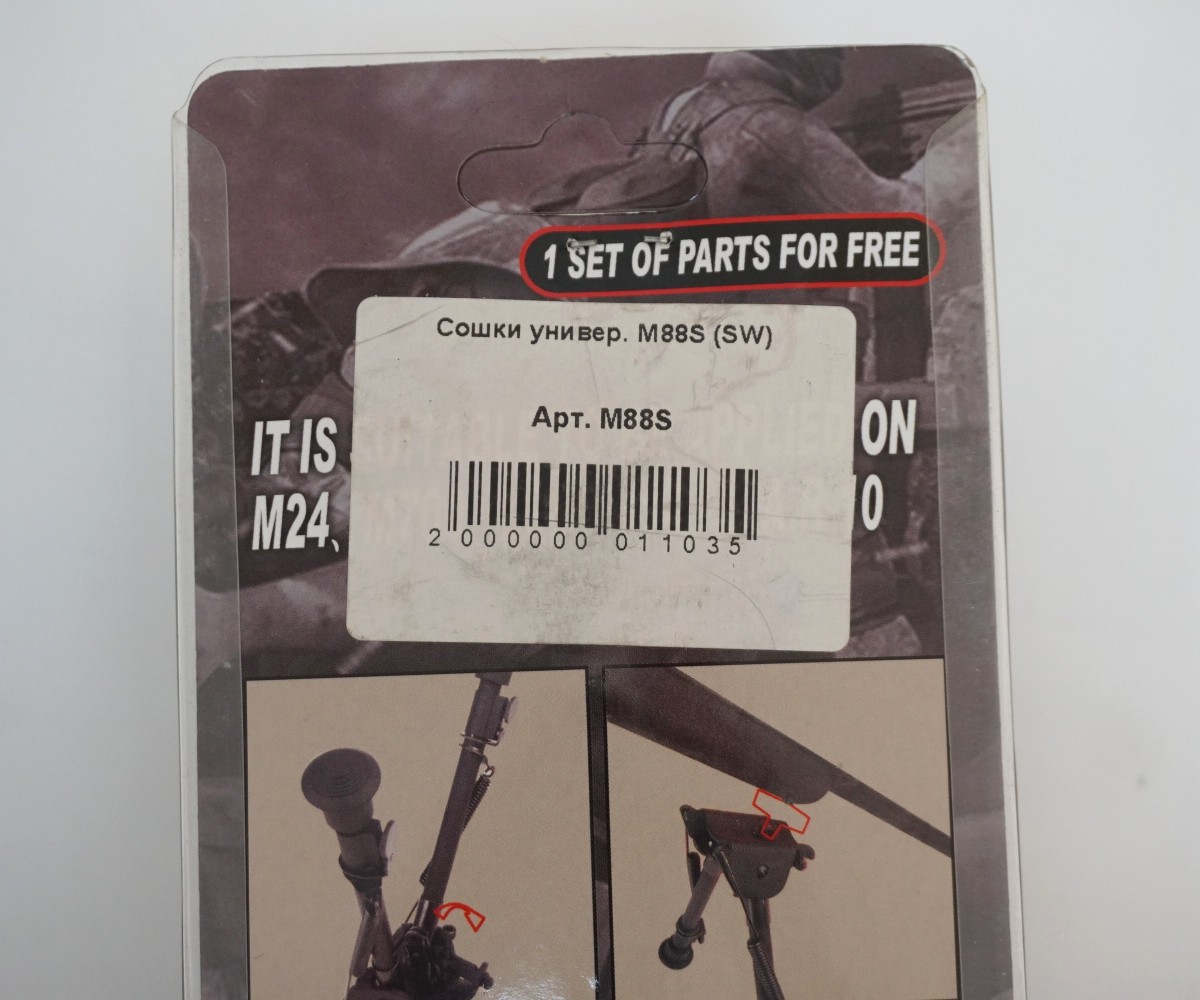 1 SET OF PARTS FOR FREE
Сошки универ. M88S (SW)
Арт. M88S
IT IS ON
M24、 10
2 000000 011035